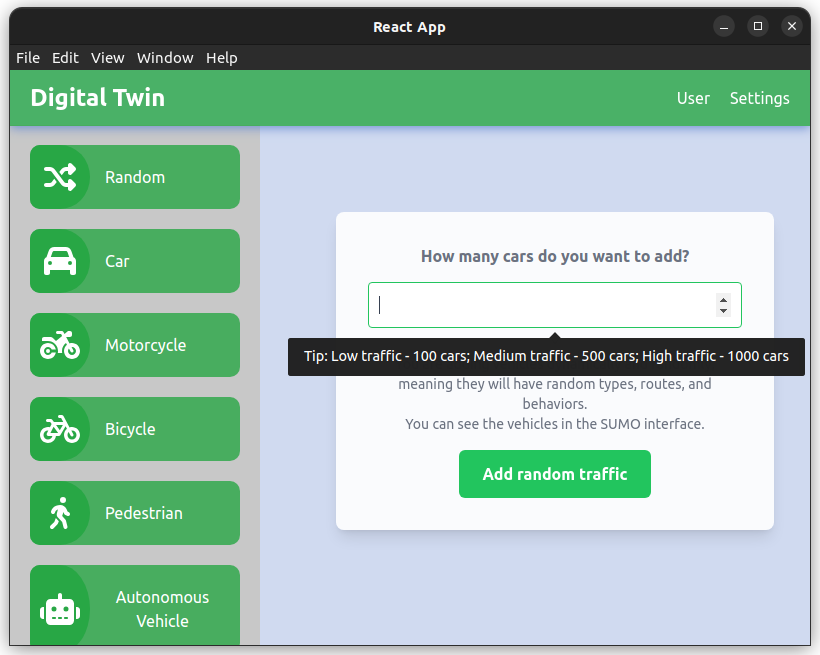 React App
File Edit View Window Help
Digital Twin
User Settings
Random
Car
Motorcycle
Bicycle
Pedestrian
Autonomous
Vehicle
How many cars do you want to add?
Tip: Low traffic - 100 cars; Medium traffic - 500 cars; High traffic - 1000 cars
meaning they will have random types, routes, and
behaviors.
You can see the vehicles in the SUMO interface.
Add random traffic